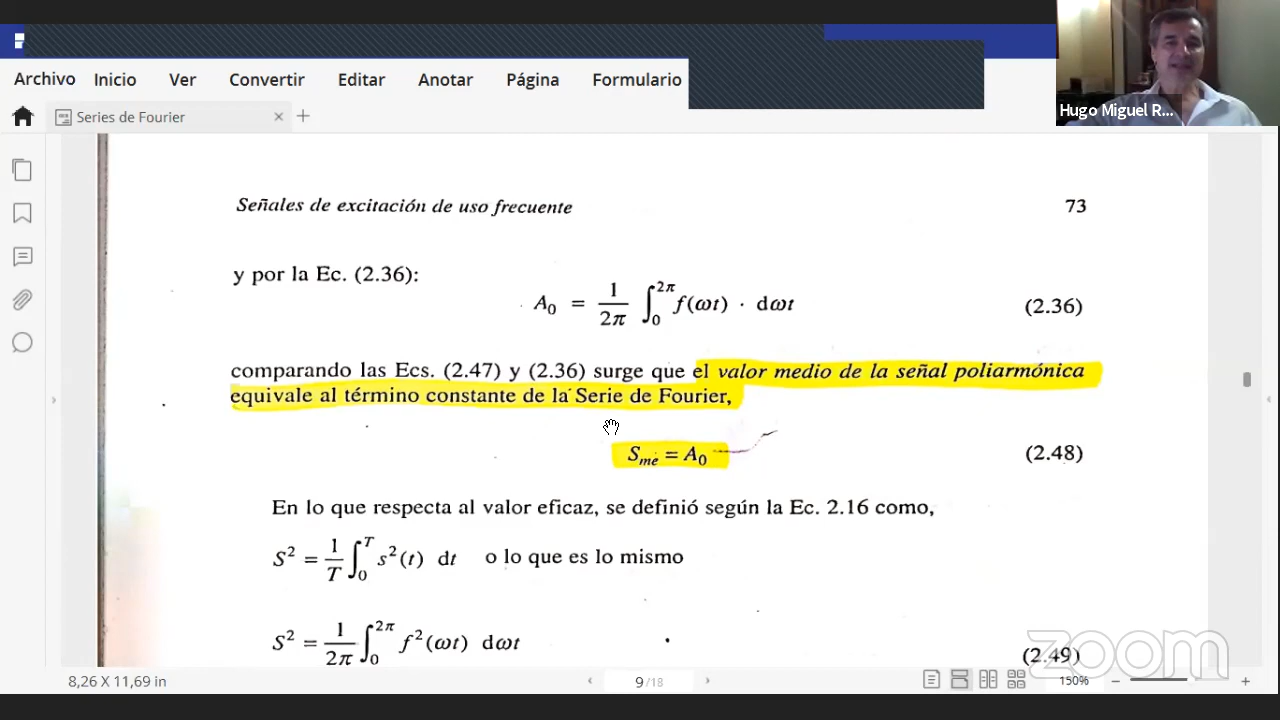 Archivo Inicio Ver Convertir Editar Anotar Página Formulario
Hugo Miguel R...
Series de Fourier
Señales de excitación de uso frecuente 73
y por la Ec. (2.36):
A₀ = 1/2π ∫₀^2π f(ωt) · dωt (2.36)
comparando las Ecs. (2.47) y (2.36) surge que el valor medio de la señal poliarmónica
equivale al término constante de la Serie de Fourier,
S_me = A₀ (2.48)
En lo que respecta al valor eficaz, se definió según la Ec. 2.16 como,
S² = 1/T ∫₀^T s²(t) dt o lo que es lo mismo
S² = 1/2π ∫₀^2π f²(ωt) dωt (2.49)
zoom
8,26 X 11,69 in 9/18 150%